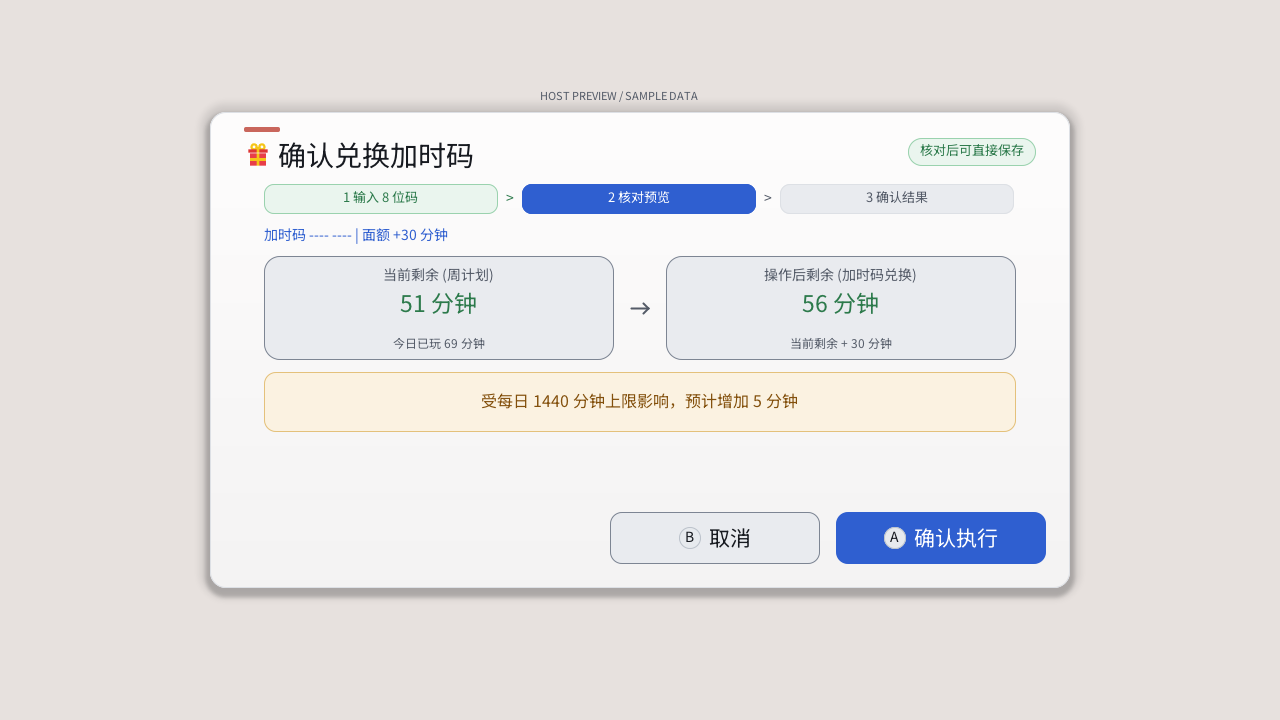 HOST PREVIEW / SAMPLE DATA
确认兑换加时码
核对后可直接保存
1 输入 8 位码 > 2 核对预览 > 3 确认结果
加时码 ---- ---- | 面额 +30 分钟
当前剩余 (周计划)
51 分钟
今日已玩 69 分钟
→
操作后剩余 (加时码兑换)
56 分钟
当前剩余 + 30 分钟
受每日 1440 分钟上限影响，预计增加 5 分钟
B 取消
A 确认执行